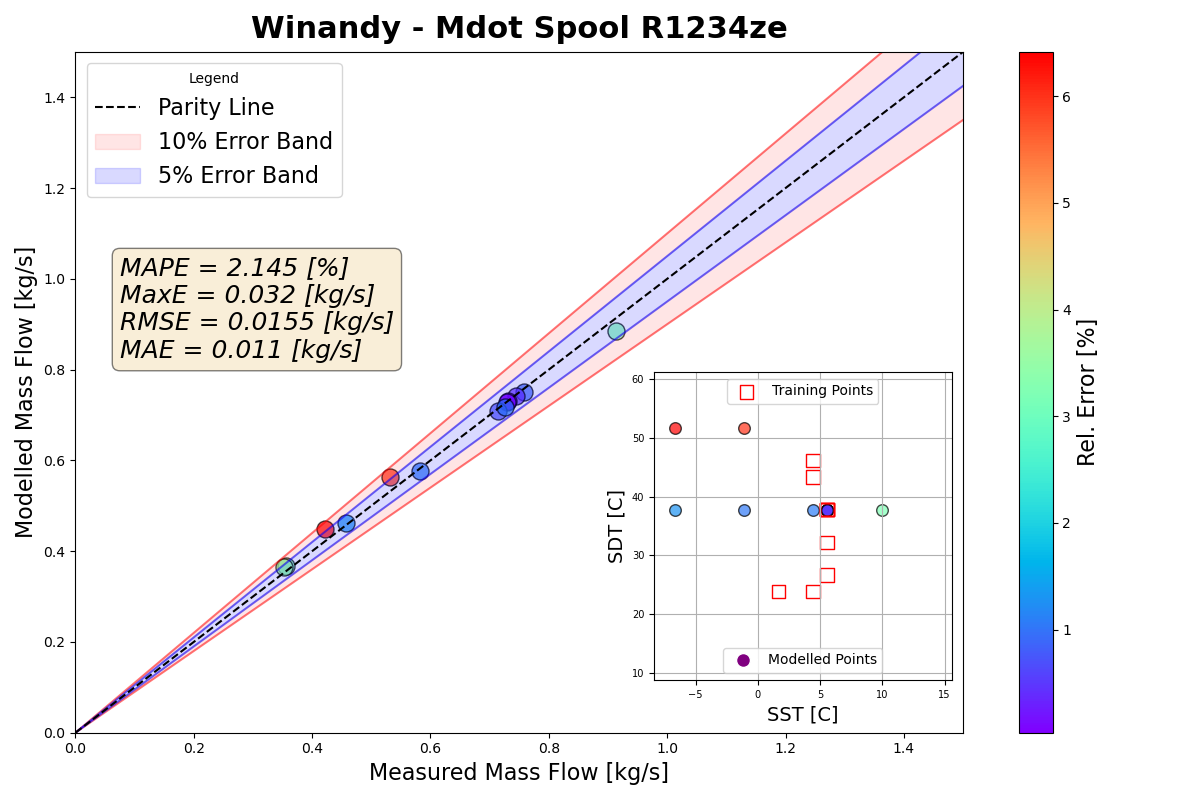 Winandy - Mdot Spool R1234ze
Legend
Parity Line
10% Error Band
5% Error Band
MAPE = 2.145 [%]
MaxE = 0.032 [kg/s]
RMSE = 0.0155 [kg/s]
MAE = 0.011 [kg/s]
Modelled Mass Flow [kg/s]
1.4
1.2
1.0
0.8
0.6
0.4
0.2
0.0
0.0 0.2 0.4 0.6 0.8 1.0 1.2 1.4
Measured Mass Flow [kg/s]
Training Points
Modelled Points
SDT [C]
60
50
40
30
20
10
−5 0 5 10 15
SST [C]
6
5
4
3
2
1
Rel. Error [%]